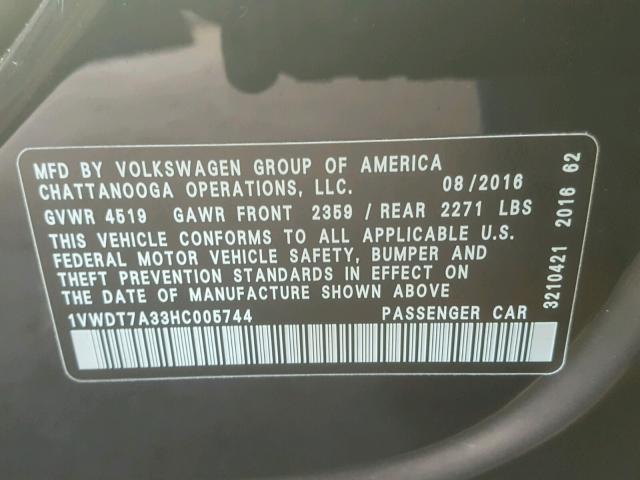 MFD BY VOLKSWAGEN GROUP OF AMERICA
CHATTANOOGA OPERATIONS, LLC. 08/2016
GVWR 4519 GAWR FRONT 2359 / REAR 2271 LBS
THIS VEHICLE CONFORMS TO ALL APPLICABLE U.S.
FEDERAL MOTOR VEHICLE SAFETY, BUMPER AND
THEFT PREVENTION STANDARDS IN EFFECT ON
THE DATE OF MANUFACTURE SHOWN ABOVE
1VWDT7A33HC005744 PASSENGER CAR
3210421 2016 62